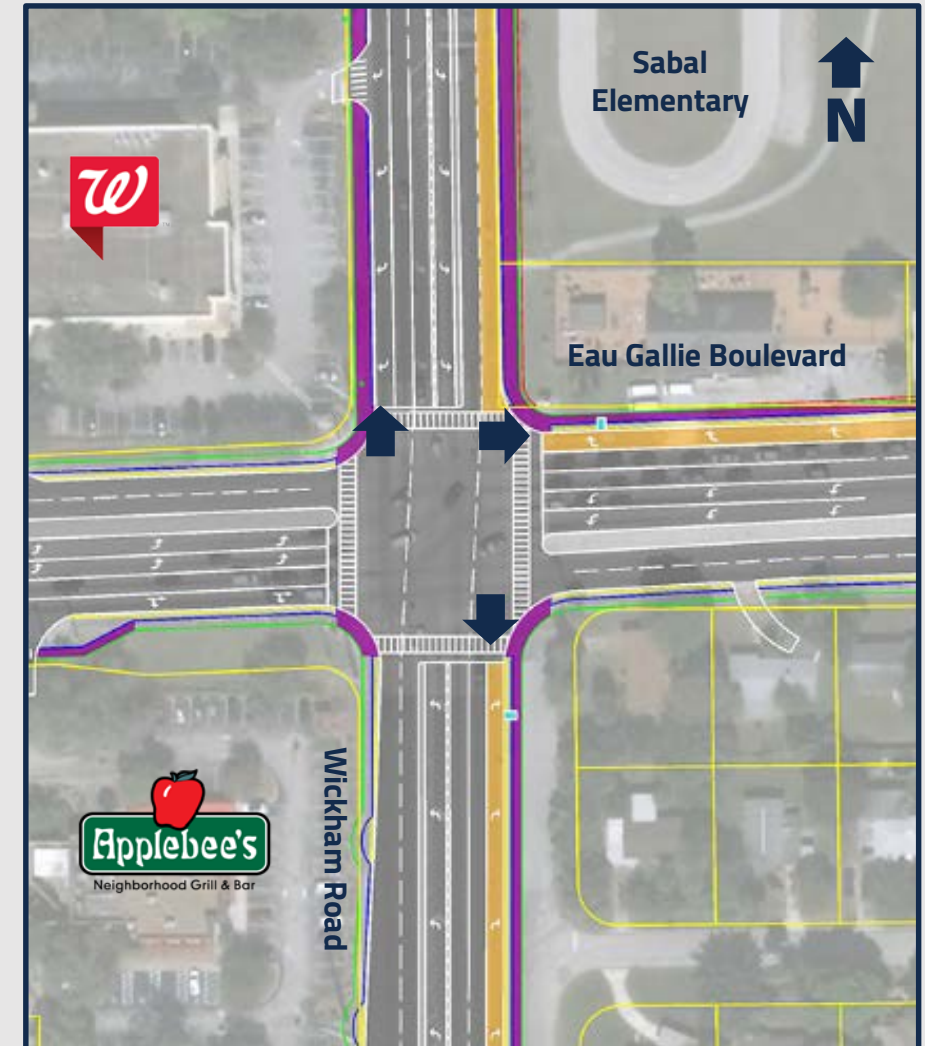 Sabal
Elementary
N
W
Eau Gallie Boulevard
Wickham Road
Applebee's
Neighborhood Grill & Bar